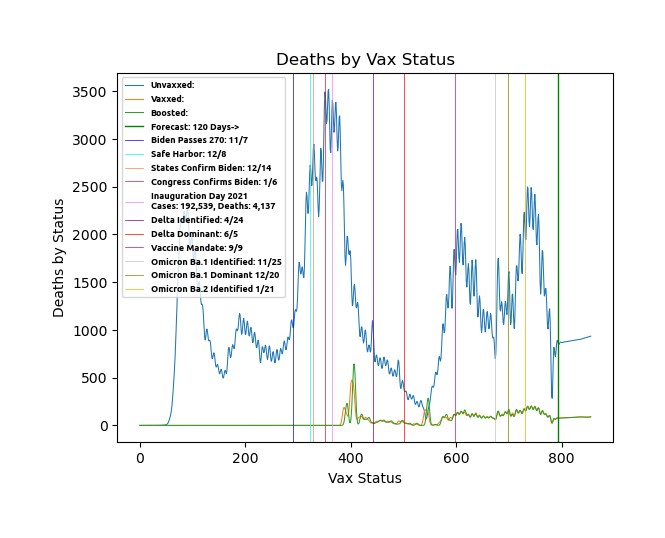 Deaths by Vax Status
Deaths by Status
3500
3000
2500
2000
1500
1000
500
0
Unvaxxed:
Vaxxed:
Boosted:
Forecast: 120 Days->
Biden Passes 270: 11/7
Safe Harbor: 12/8
States Confirm Biden: 12/14
Congress Confirms Biden: 1/6
Inauguration Day 2021
Cases: 192,539, Deaths: 4,137
Delta Identified: 4/24
Delta Dominant: 6/5
Vaccine Mandate: 9/9
Omicron Ba.1 Identified: 11/25
Omicron Ba.1 Dominant 12/20
Omicron Ba.2 Identified 1/21
0 200 400 600 800
Vax Status